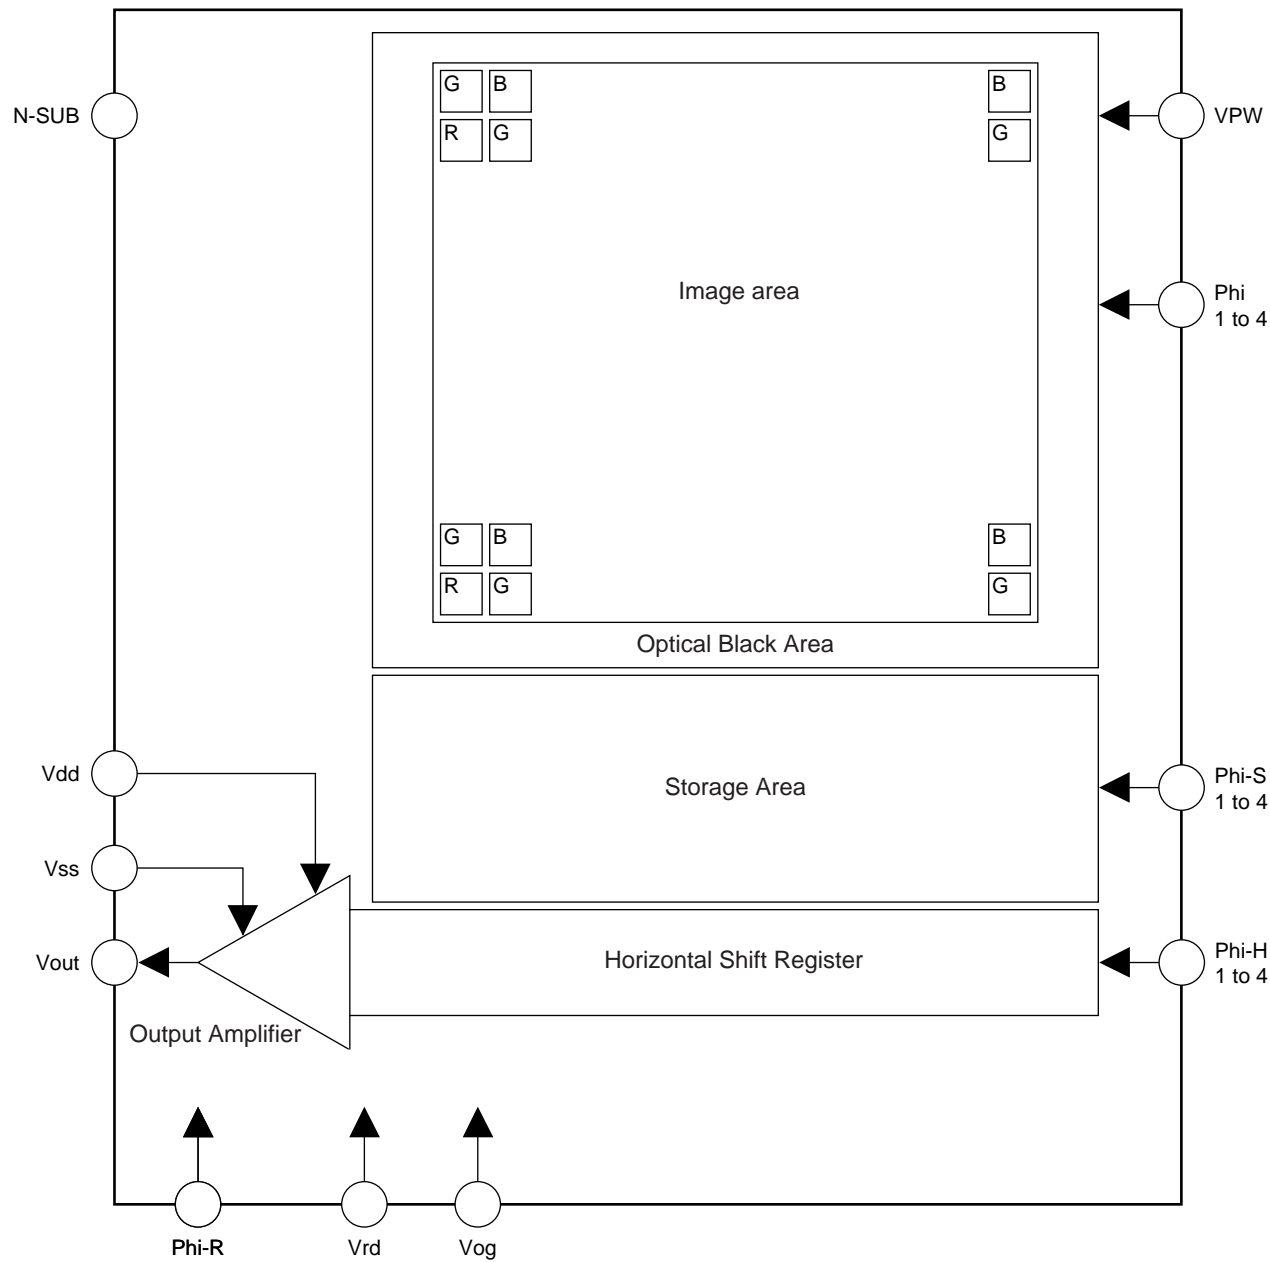 G B B
N-SUB VPW
R G G
Image area
Phi
1 to 4
G B B
R G G
Optical Black Area
Vdd
Storage Area
Phi-S
1 to 4
Vss
Vout
Horizontal Shift Register
Phi-H
1 to 4
Output Amplifier
Phi-R Vrd Vog